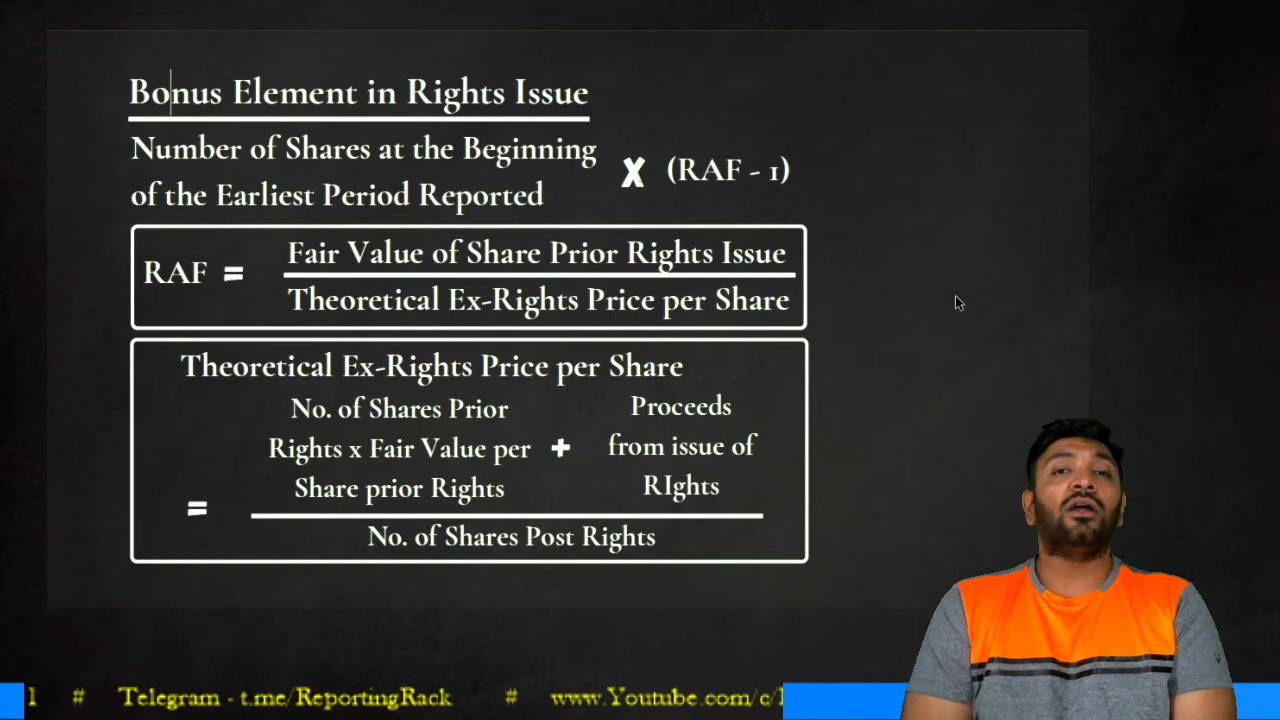 Bonus Element in Rights Issue
Number of Shares at the Beginning
of the Earliest Period Reported
X (RAF - 1)
RAF =
Fair Value of Share Prior Rights Issue
Theoretical Ex-Rights Price per Share
Theoretical Ex-Rights Price per Share
=
No. of Shares Prior
Rights x Fair Value per
Share prior Rights
+
Proceeds
from issue of
RIghts
No. of Shares Post Rights
# Telegram - t.me/ReportingRack # www.Youtube.com/c/